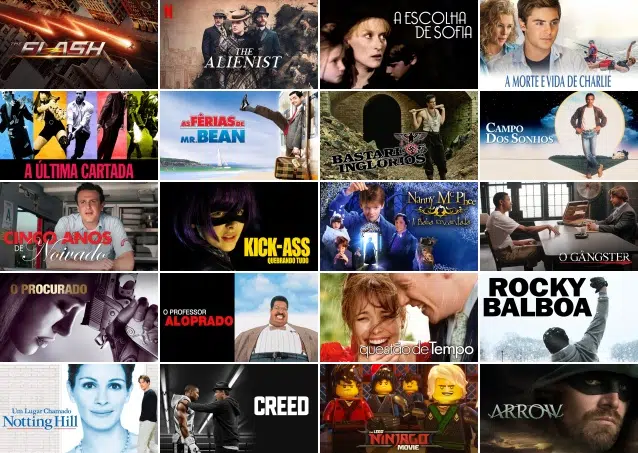 THE
FLASH
N
THE
ALIENIST
A ESCOLHA
DE SOFIA
A MORTE E VIDA DE CHARLIE
A ÚLTIMA CARTADA
AS FÉRIAS DE
MR. BEAN
BASTARDOS
INGLÓRIOS
CAMPO
DOS SONHOS
CINCO ANOS
DE Noivado
KICK-ASS
QUEBRANDO TUDO
Nanny McPhee
A Babá Encantada
O GÂNGSTER
O PROCURADO
O PROFESSOR
ALOPRADO
questão de Tempo
ROCKY
BALBOA
Um Lugar Chamado
Notting Hill
CREED
THE LEGO
NINJAGO
MOVIE
ARROW